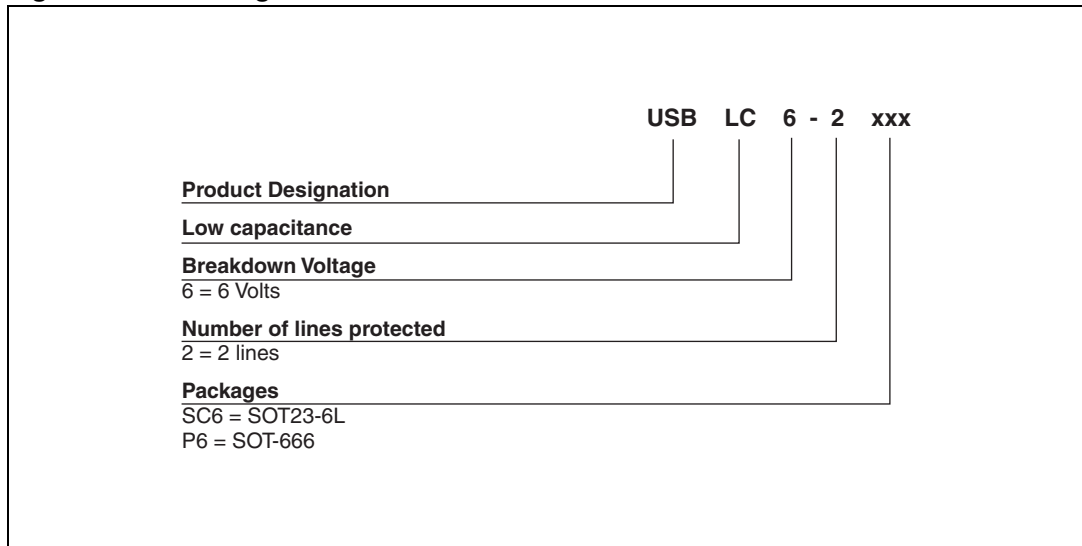 USB LC 6 - 2 xxx
Product Designation
Low capacitance
Breakdown Voltage
6 = 6 Volts
Number of lines protected
2 = 2 lines
Packages
SC6 = SOT23-6L
P6 = SOT-666